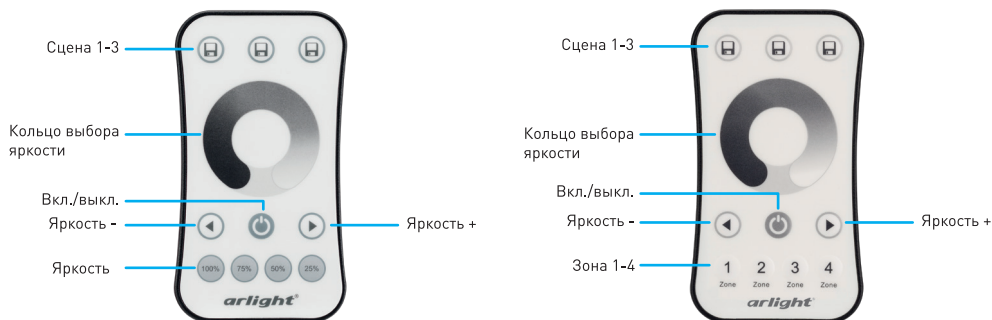 Сцена 1-3
Кольцо выбора
яркости
Вкл./выкл.
Яркость -
Яркость +
Яркость
100%
75%
50%
25%
arlight®
Сцена 1-3
Кольцо выбора
яркости
Вкл./выкл.
Яркость -
Яркость +
Зона 1-4
1
2
3
4
Zone
Zone
Zone
Zone
arlight